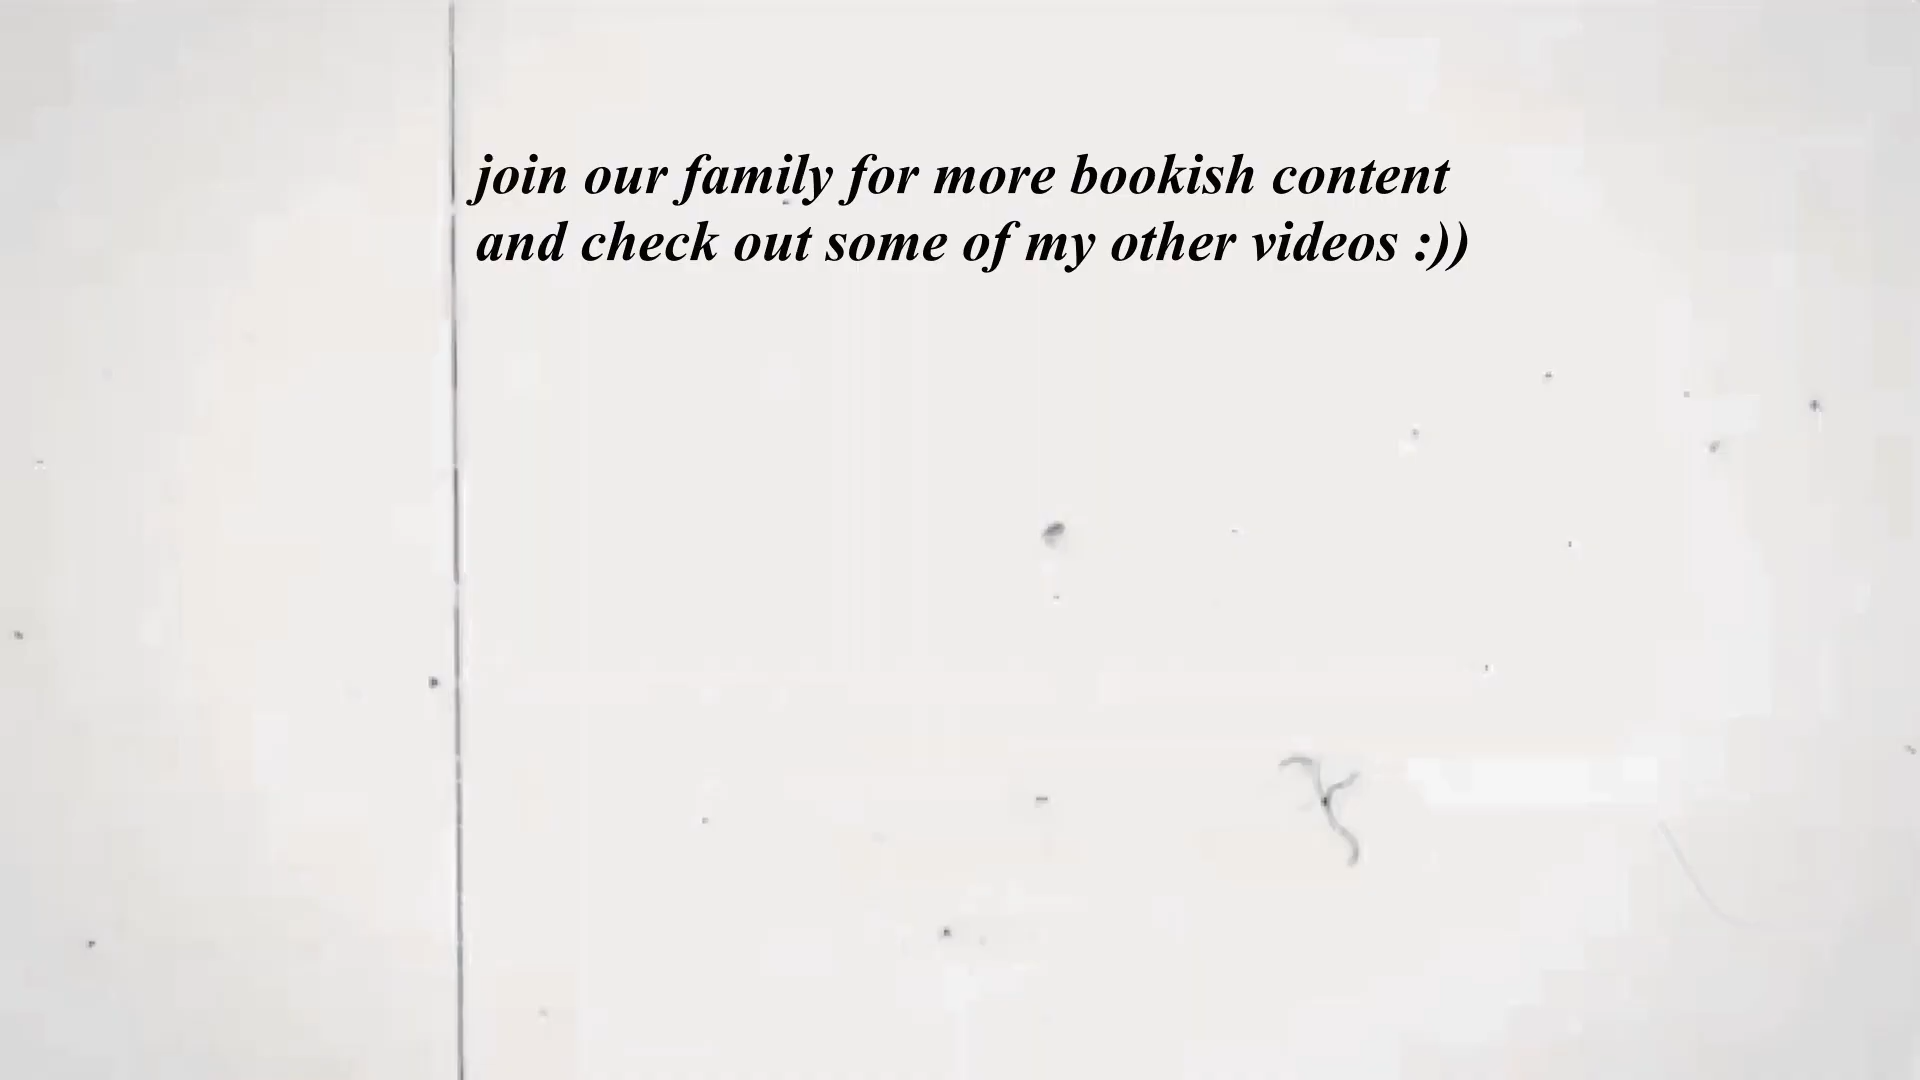 join our family for more bookish content
and check out some of my other videos :))